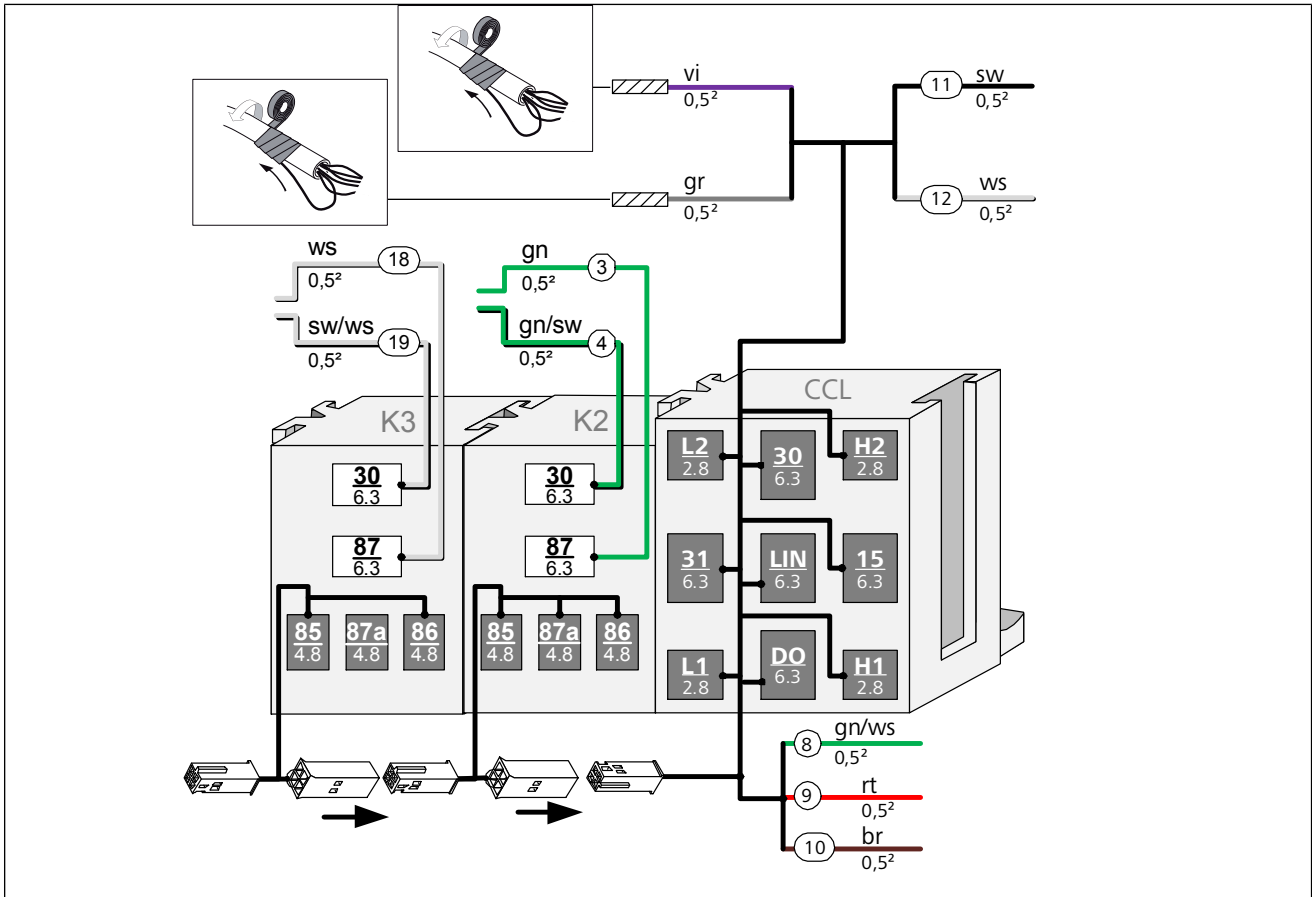 vi
0,5²
11
sw
0,5²
gr
0,5²
12
ws
0,5²
ws
0,5²
18
sw/ws
0,5²
19
gn
0,5²
3
gn/sw
0,5²
4
K3
K2
CCL
30
6.3
87
6.3
85
4.8
87a
4.8
86
4.8
30
6.3
87
6.3
85
4.8
87a
4.8
86
4.8
L2
2.8
30
6.3
H2
2.8
31
6.3
LIN
6.3
15
6.3
L1
2.8
DO
6.3
H1
2.8
8
gn/ws
0,5²
9
rt
0,5²
10
br
0,5²